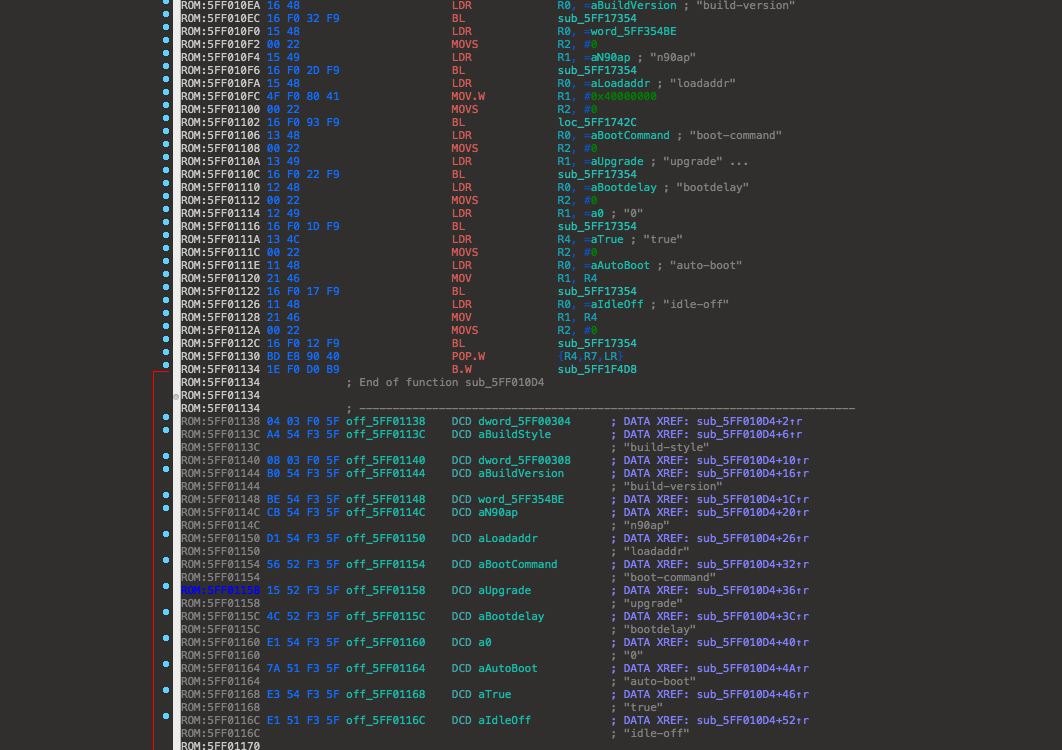 ROM:5FF010EA 16 48 LDR R0, =aBuildVersion ; "build-version"
ROM:5FF010EC 16 F0 32 F9 BL sub_5FF17354
ROM:5FF010F0 15 48 LDR R0, =word_5FF354BE
ROM:5FF010F2 00 22 MOVS R2, #0
ROM:5FF010F4 15 49 LDR R1, =aN90ap ; "n90ap"
ROM:5FF010F6 16 F0 2D F9 BL sub_5FF17354
ROM:5FF010FA 15 48 LDR R0, =aLoadaddr ; "loadaddr"
ROM:5FF010FC 4F F0 80 41 MOV.W R1, #0x40000000
ROM:5FF01100 00 22 MOVS R2, #0
ROM:5FF01102 16 F0 93 F9 BL loc_5FF1742C
ROM:5FF01106 13 48 LDR R0, =aBootCommand ; "boot-command"
ROM:5FF01108 00 22 MOVS R2, #0
ROM:5FF0110A 13 49 LDR R1, =aUpgrade ; "upgrade" ...
ROM:5FF0110C 16 F0 22 F9 BL sub_5FF17354
ROM:5FF01110 12 48 LDR R0, =aBootdelay ; "bootdelay"
ROM:5FF01112 00 22 MOVS R2, #0
ROM:5FF01114 12 49 LDR R1, =a0 ; "0"
ROM:5FF01116 16 F0 1D F9 BL sub_5FF17354
ROM:5FF0111A 13 4C LDR R4, =aTrue ; "true"
ROM:5FF0111C 00 22 MOVS R2, #0
ROM:5FF0111E 11 48 LDR R0, =aAutoBoot ; "auto-boot"
ROM:5FF01120 21 46 MOV R1, R4
ROM:5FF01122 16 F0 17 F9 BL sub_5FF17354
ROM:5FF01126 11 48 LDR R0, =aIdleOff ; "idle-off"
ROM:5FF01128 21 46 MOV R1, R4
ROM:5FF0112A 00 22 MOVS R2, #0
ROM:5FF0112C 16 F0 12 F9 BL sub_5FF17354
ROM:5FF01130 BD E8 90 40 POP.W {R4,R7,LR}
ROM:5FF01134 1E F0 D0 B9 B.W sub_5FF1F4D8
ROM:5FF01134 ; End of function sub_5FF010D4
ROM:5FF01134
ROM:5FF01134 ; ---------------------------------------------------------------------------
ROM:5FF01138 04 03 F0 5F off_5FF01138 DCD dword_5FF00304 ; DATA XREF: sub_5FF010D4+2↑r
ROM:5FF0113C A4 54 F3 5F off_5FF0113C DCD aBuildStyle ; DATA XREF: sub_5FF010D4+6↑r
ROM:5FF0113C ; "build-style"
ROM:5FF01140 08 03 F0 5F off_5FF01140 DCD dword_5FF00308 ; DATA XREF: sub_5FF010D4+10↑r
ROM:5FF01144 B0 54 F3 5F off_5FF01144 DCD aBuildVersion ; DATA XREF: sub_5FF010D4+16↑r
ROM:5FF01144 ; "build-version"
ROM:5FF01148 BE 54 F3 5F off_5FF01148 DCD word_5FF354BE ; DATA XREF: sub_5FF010D4+1C↑r
ROM:5FF0114C CB 54 F3 5F off_5FF0114C DCD aN90ap ; DATA XREF: sub_5FF010D4+20↑r
ROM:5FF0114C ; "n90ap"
ROM:5FF01150 D1 54 F3 5F off_5FF01150 DCD aLoadaddr ; DATA XREF: sub_5FF010D4+26↑r
ROM:5FF01150 ; "loadaddr"
ROM:5FF01154 56 52 F3 5F off_5FF01154 DCD aBootCommand ; DATA XREF: sub_5FF010D4+32↑r
ROM:5FF01154 ; "boot-command"
ROM:5FF01158 15 52 F3 5F off_5FF01158 DCD aUpgrade ; DATA XREF: sub_5FF010D4+36↑r
ROM:5FF01158 ; "upgrade"
ROM:5FF0115C 4C 52 F3 5F off_5FF0115C DCD aBootdelay ; DATA XREF: sub_5FF010D4+3C↑r
ROM:5FF0115C ; "bootdelay"
ROM:5FF01160 E1 54 F3 5F off_5FF01160 DCD a0 ; DATA XREF: sub_5FF010D4+40↑r
ROM:5FF01160 ; "0"
ROM:5FF01164 7A 51 F3 5F off_5FF01164 DCD aAutoBoot ; DATA XREF: sub_5FF010D4+4A↑r
ROM:5FF01164 ; "auto-boot"
ROM:5FF01168 E3 54 F3 5F off_5FF01168 DCD aTrue ; DATA XREF: sub_5FF010D4+46↑r
ROM:5FF01168 ; "true"
ROM:5FF0116C E1 51 F3 5F off_5FF0116C DCD aIdleOff ; DATA XREF: sub_5FF010D4+52↑r
ROM:5FF0116C ; "idle-off"
ROM:5FF01170